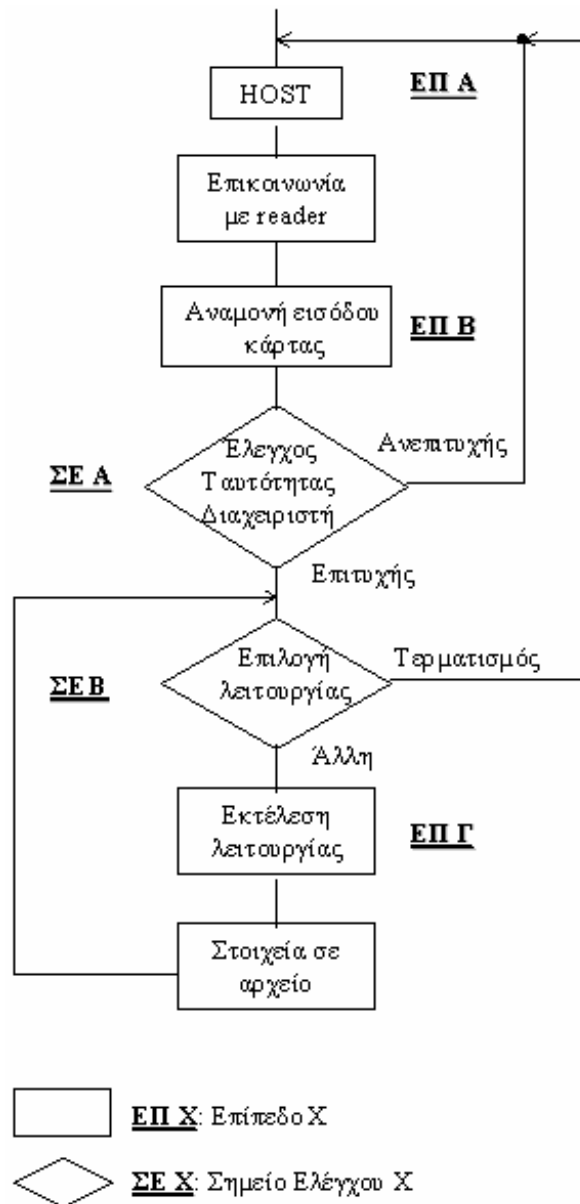 HOST
ΕΠ Α
Επικοινωνία
με reader
Αναμονή εισόδου
κάρτας
ΕΠ Β
Έλεγχος
Ταυτότητας
Διαχειριστή
Ανεπιτυχής
ΣΕ Α
Επιτυχής
Επιλογή
λειτουργίας
Τερματισμός
ΣΕ Β
Άλλη
Εκτέλεση
λειτουργίας
ΕΠ Γ
Στοιχεία σε
αρχείο
ΕΠ Χ: Επίπεδο Χ
ΣΕ Χ: Σημείο Ελέγχου Χ